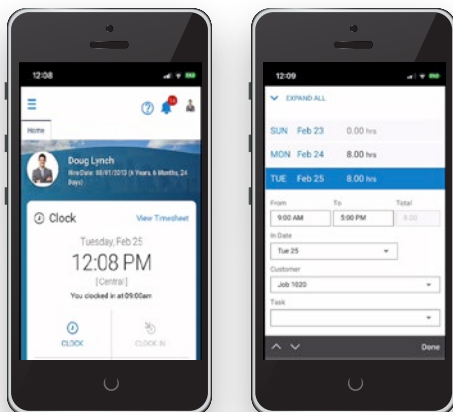 12:08
Home
Doug Lynch
Hire Date: 08/01/2013 (6 Years, 6 Months, 24
Days)
Clock
View Timesheet
Tuesday, Feb 25
12:08 PM
[Central]
You clocked in at 09:00am
CLOCK
CLOCK IN
12:09
EXPAND ALL
SUN Feb 23 0.00 hrs
MON Feb 24 8.00 hrs
TUE Feb 25 8.00 hrs
From To Total
9:00 AM 5:00 PM 8.00
In Date
Tue 25
Customer
Job 1020
Task
Done